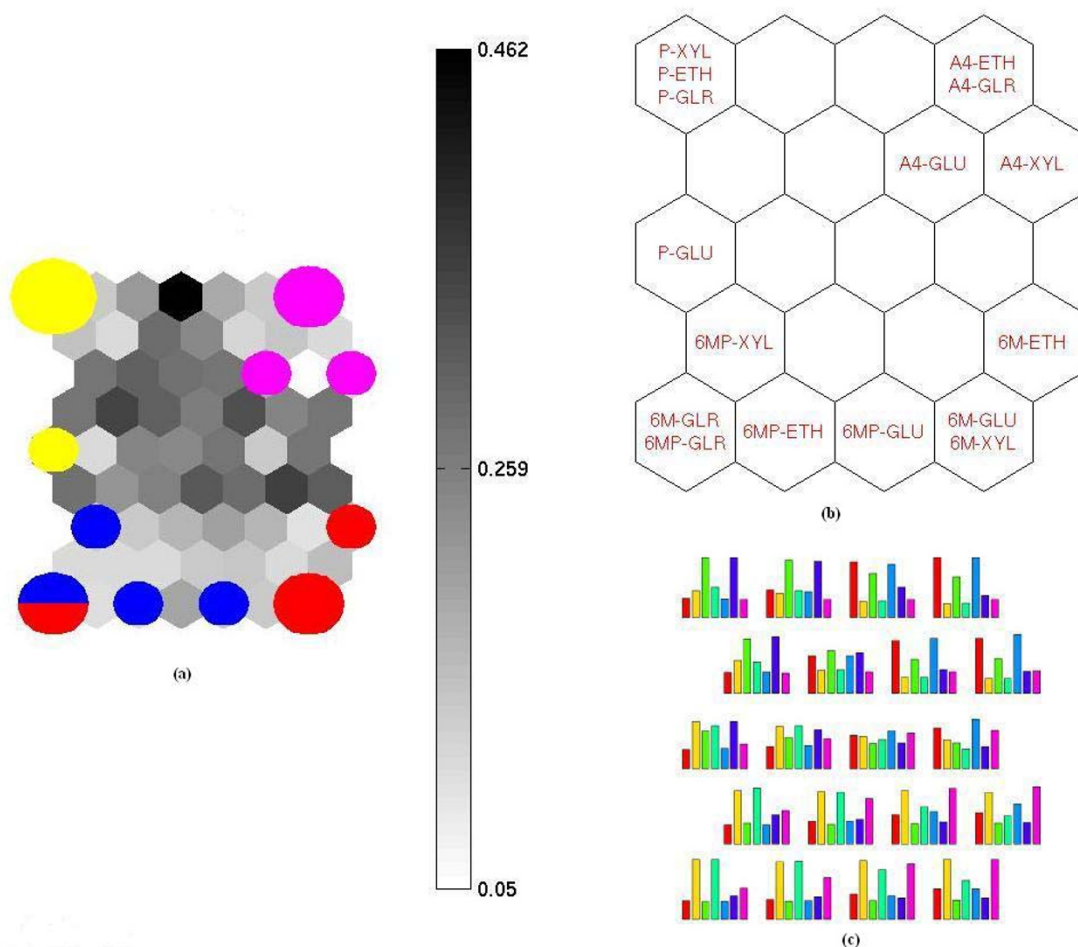 0.462
0.259
0.05
(a)
P-XYL
P-ETH
P-GLR
A4-ETH
A4-GLR
A4-GLU
A4-XYL
P-GLU
6MP-XYL
6M-ETH
6M-GLR
6MP-GLR
6MP-ETH
6MP-GLU
6M-GLU
6M-XYL
(b)
(c)